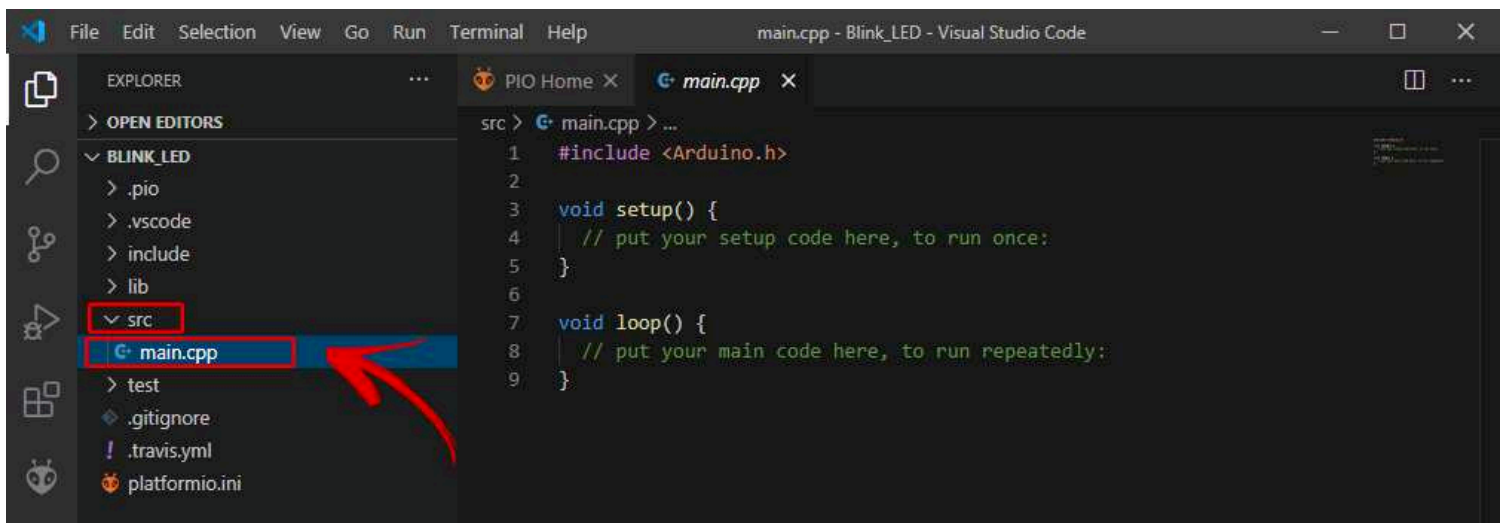 File Edit Selection View Go Run Terminal Help main.cpp - Blink_LED - Visual Studio Code
EXPLORER
OPEN EDITORS
BLINK_LED
.pio
.vscode
include
lib
src
main.cpp
test
.gitignore
.travis.yml
platformio.ini
PIO Home main.cpp
src > main.cpp > ...
1 #include <Arduino.h>
2
3 void setup() {
4 // put your setup code here, to run once:
5 }
6
7 void loop() {
8 // put your main code here, to run repeatedly:
9 }